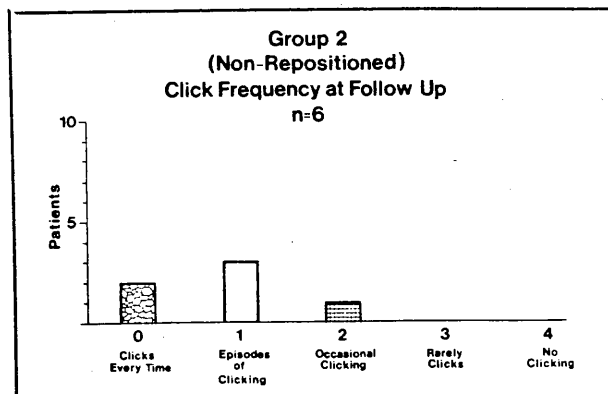 Group 2
(Non-Repositioned)
Click Frequency at Follow Up
n=6
10
5
Patients
0 1 2 3 4
Clicks Every Time
Episodes of Clicking
Occasional Clicking
Rarely Clicks
No Clicking